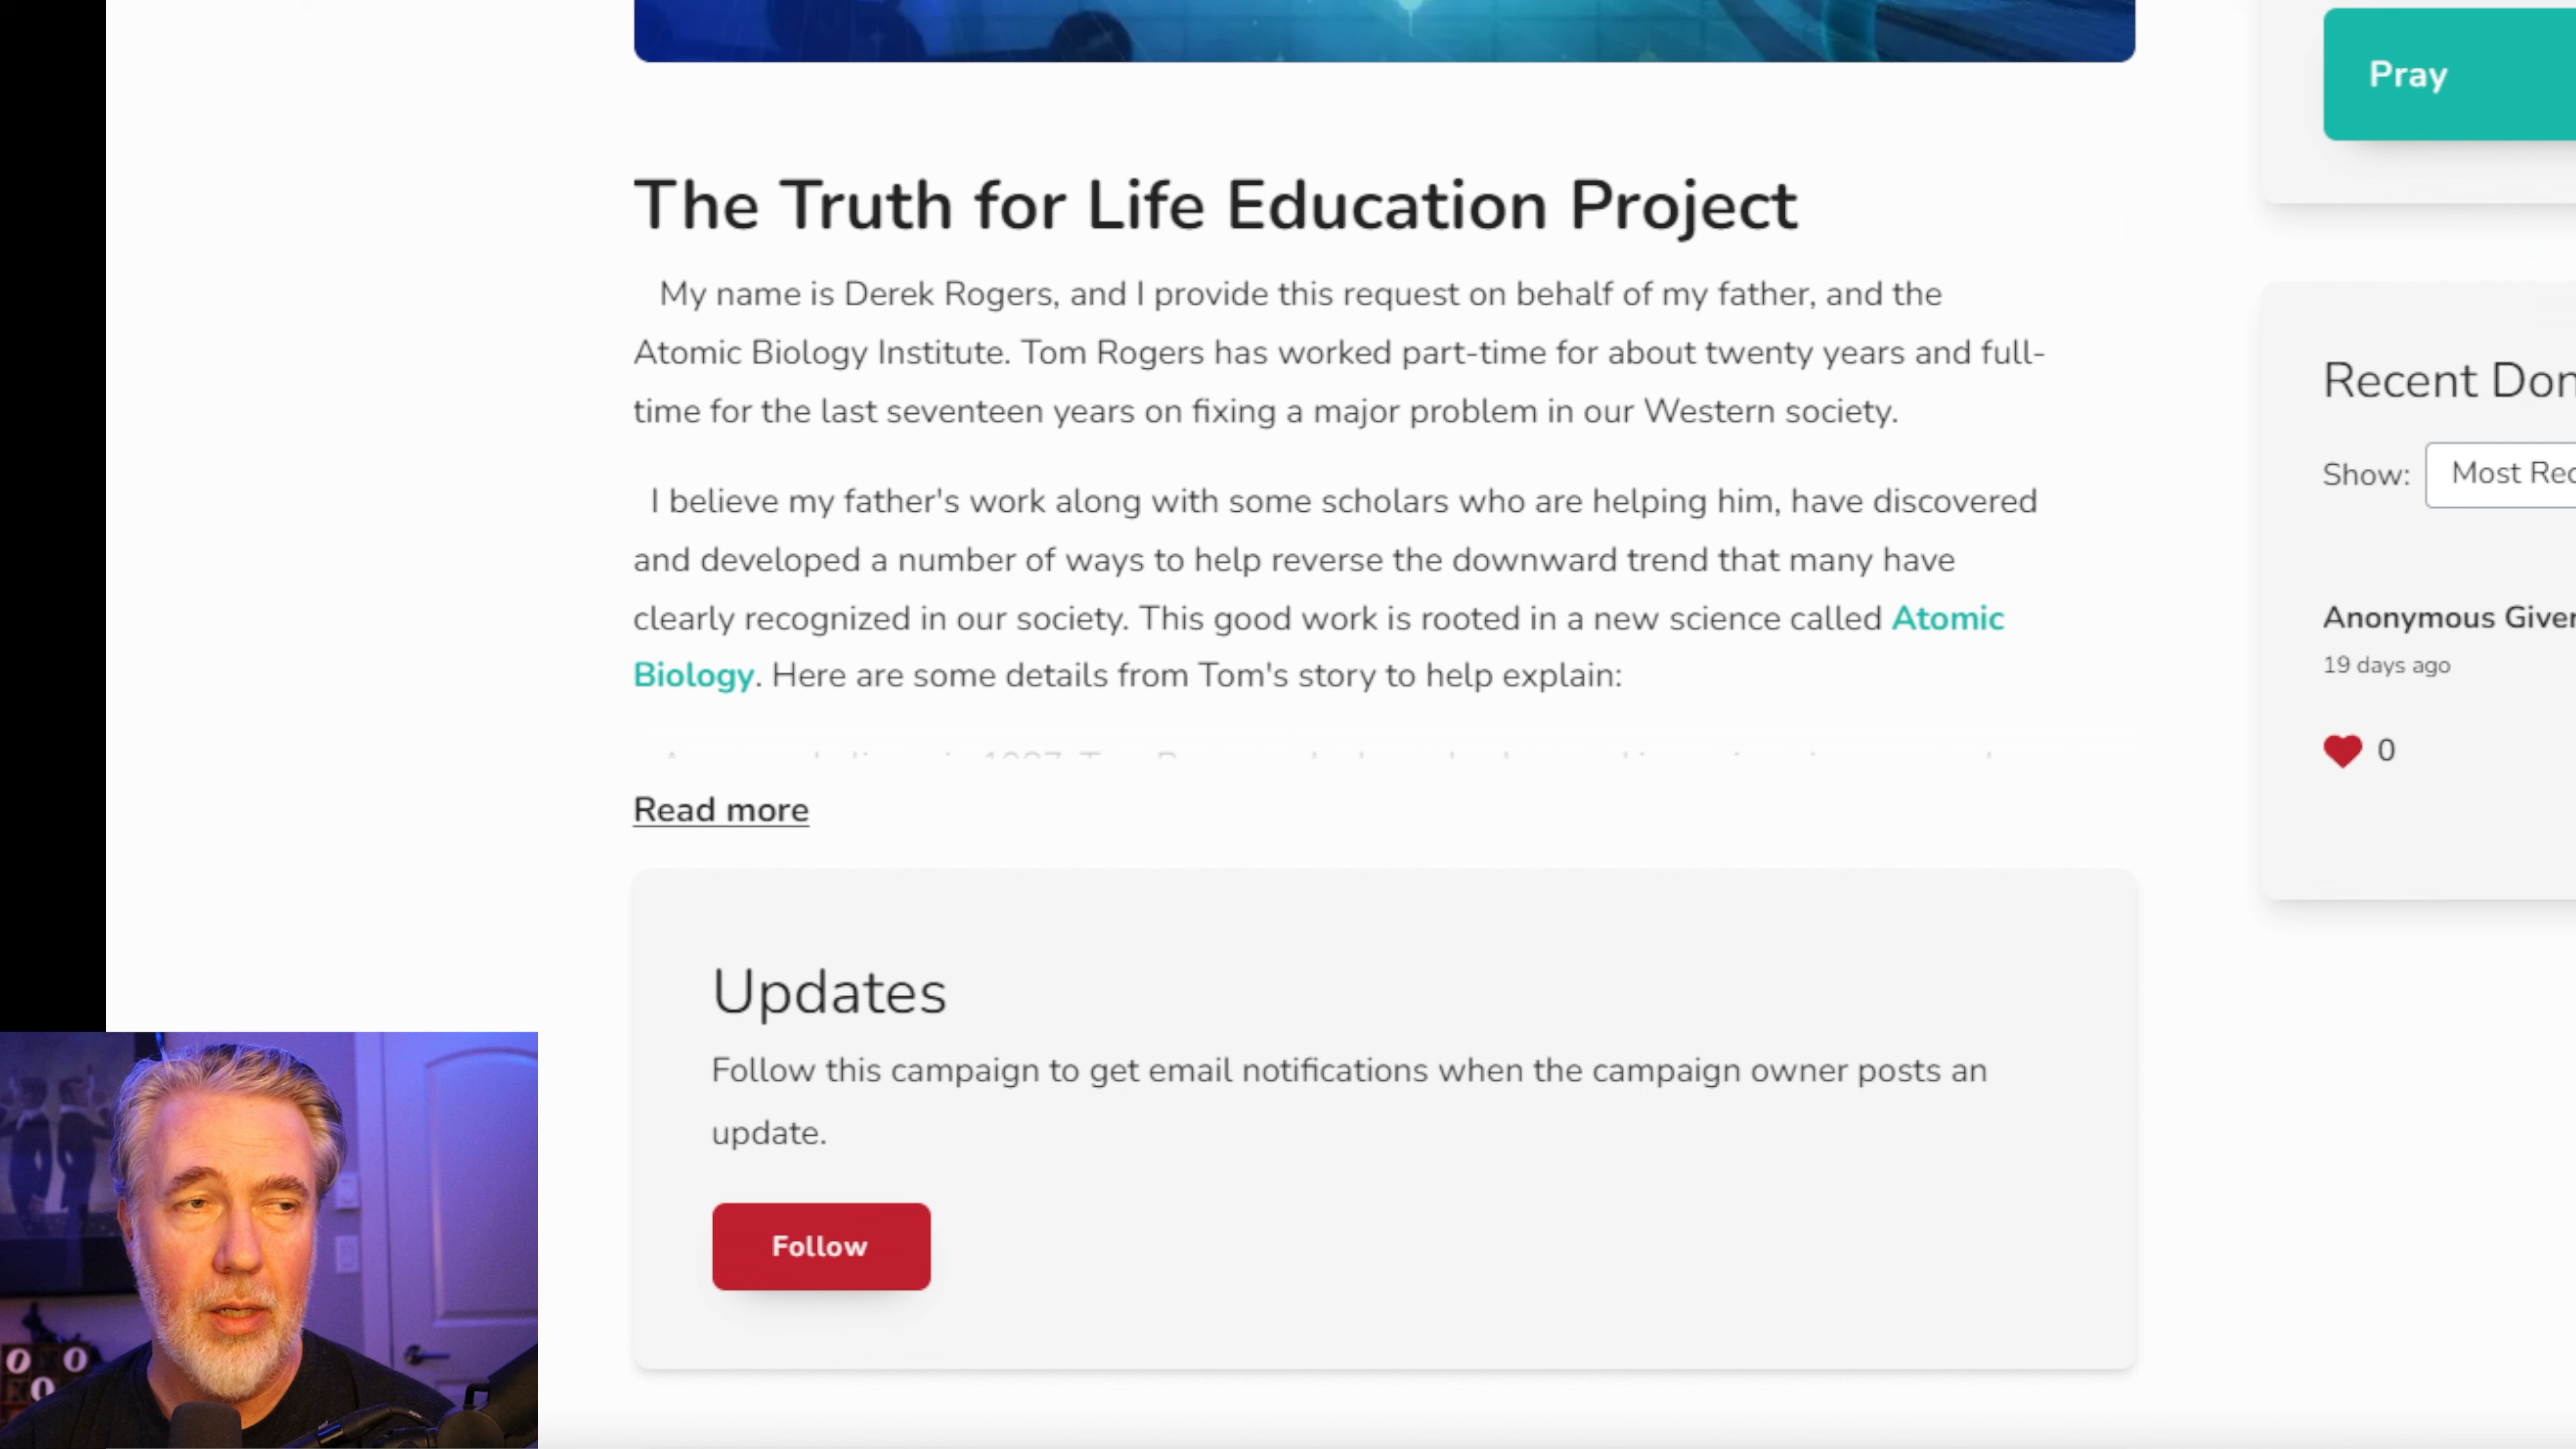 Pray
The Truth for Life Education Project
My name is Derek Rogers, and I provide this request on behalf of my father, and the
Atomic Biology Institute. Tom Rogers has worked part-time for about twenty years and full-
time for the last seventeen years on fixing a major problem in our Western society.
I believe my father's work along with some scholars who are helping him, have discovered
and developed a number of ways to help reverse the downward trend that many have
clearly recognized in our society. This good work is rooted in a new science called Atomic
Biology. Here are some details from Tom's story to help explain:
Read more
Updates
Follow this campaign to get email notifications when the campaign owner posts an
update.
Follow
Recent Don
Show: Most Rec
Anonymous Giver
19 days ago
0